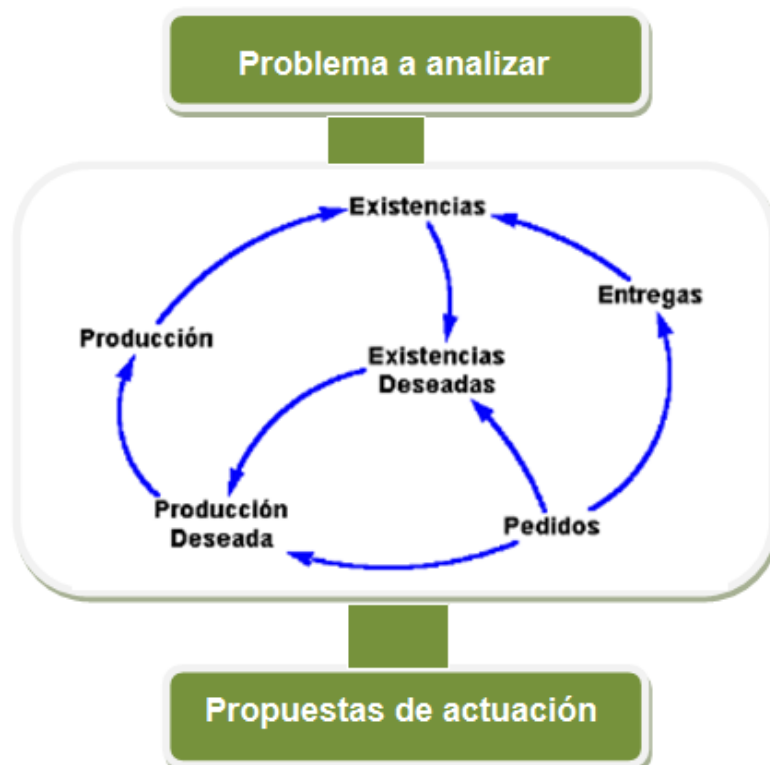 Problema a analizar
Existencias
Entregas
Producción
Existencias
Deseadas
Producción
Deseada
Pedidos
Propuestas de actuación